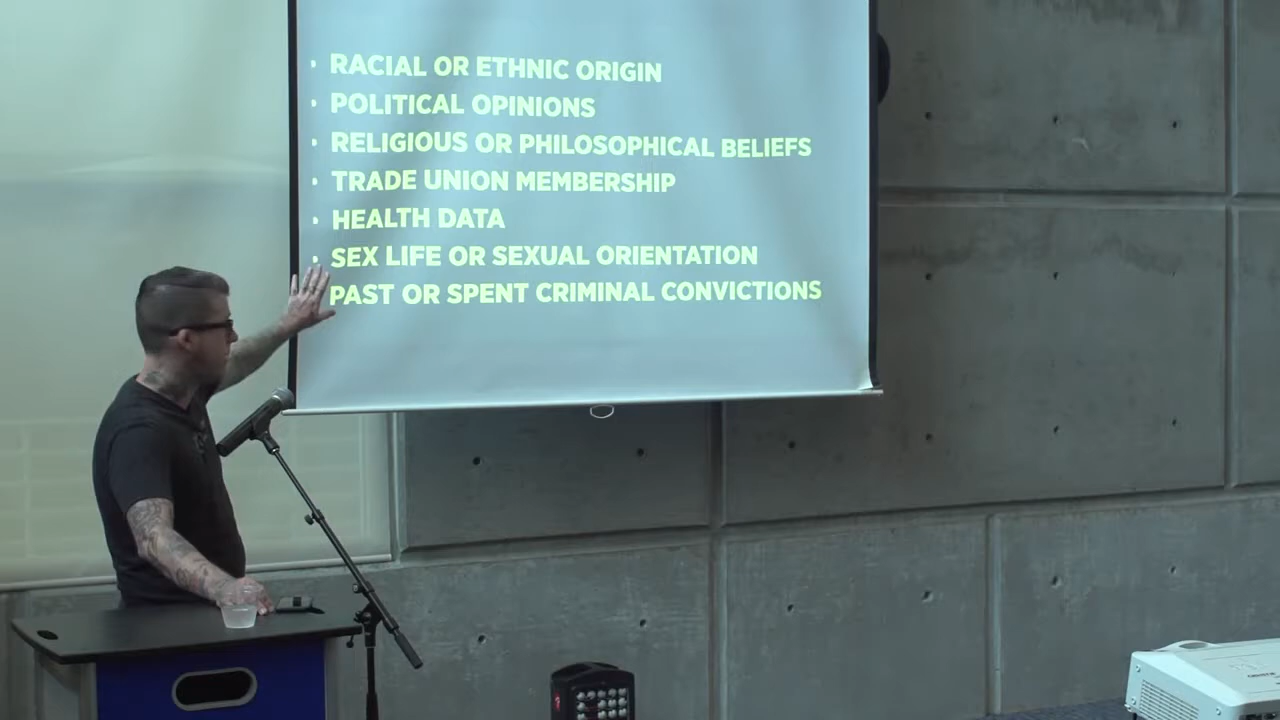 • RACIAL OR ETHNIC ORIGIN
• POLITICAL OPINIONS
• RELIGIOUS OR PHILOSOPHICAL BELIEFS
• TRADE UNION MEMBERSHIP
• HEALTH DATA
• SEX LIFE OR SEXUAL ORIENTATION
PAST OR SPENT CRIMINAL CONVICTIONS